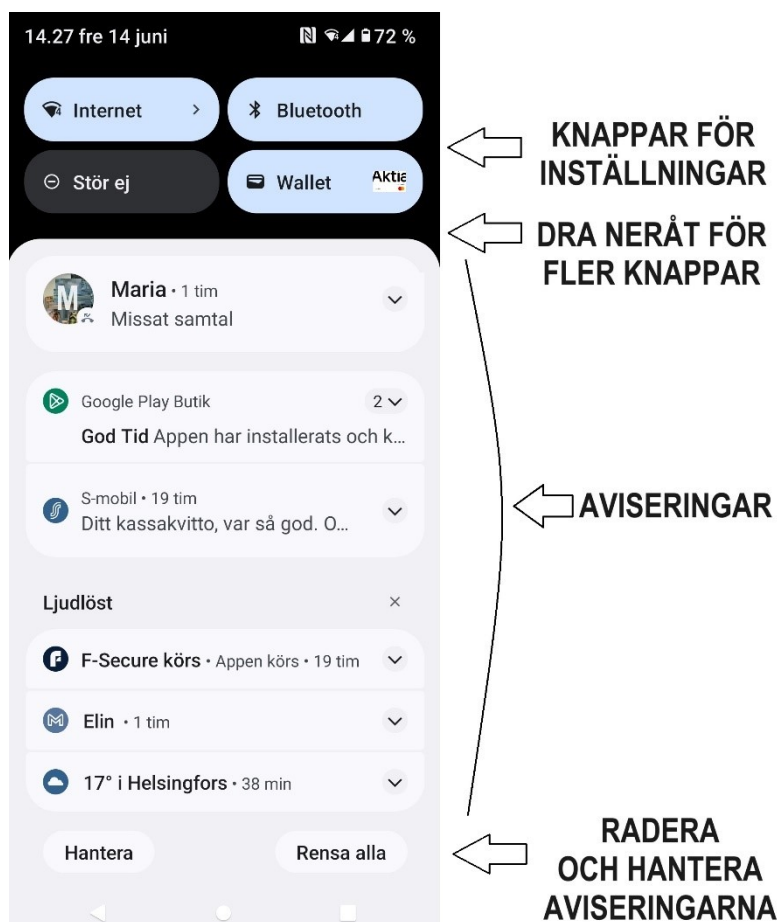 14.27 fre 14 juni 72 %
Internet
Bluetooth
Stör ej
Wallet
Aktia
KNAPPAR FÖR
INSTÄLLNINGAR
DRA NERÅT FÖR
FLER KNAPPAR
M
Maria • 1 tim
Missat samtal
Google Play Butik 2
God Tid Appen har installerats och k...
S-mobil • 19 tim
Ditt kassakvitto, var så god. O...
AVISERINGAR
Ljudlöst
F-Secure körs • Appen körs • 19 tim
Elin • 1 tim
17° i Helsingfors • 38 min
Hantera
Rensa alla
RADERA
OCH HANTERA
AVISERINGARNA